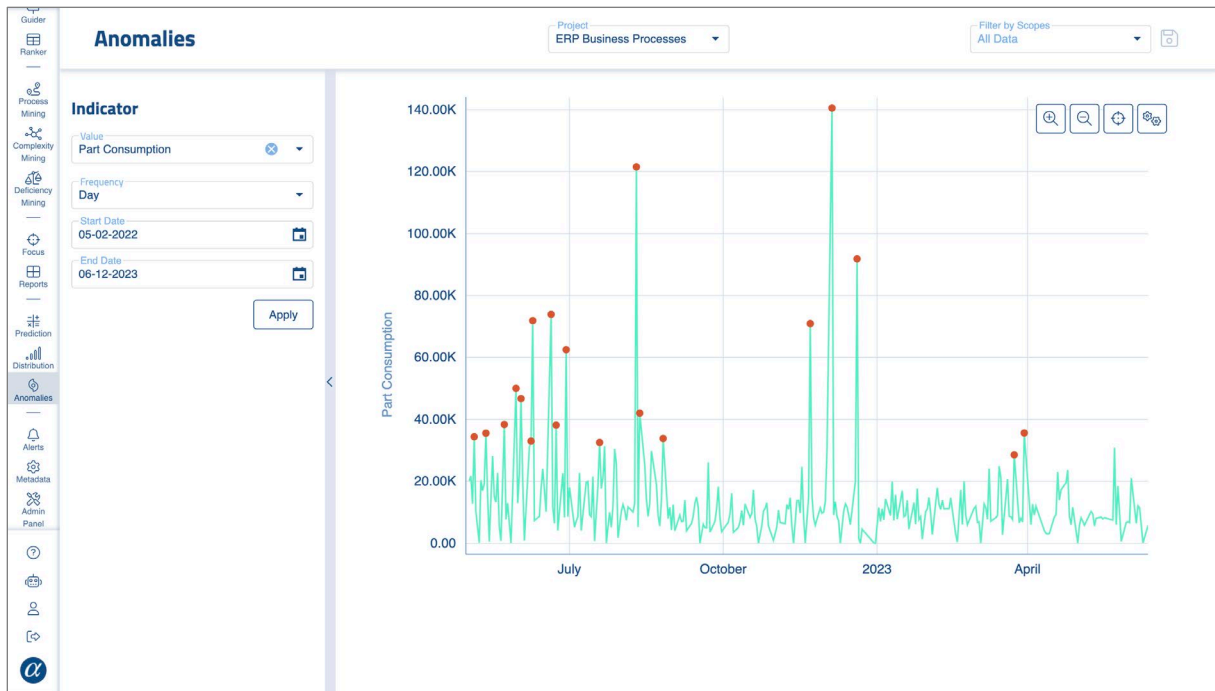 Guider
Ranker
Process
Mining
Complexity
Mining
Deficiency
Mining
Focus
Reports
Prediction
Distribution
Anomalies
Alerts
Metadata
Admin
Panel
α
Anomalies
Project
ERP Business Processes
Filter by Scopes
All Data
Indicator
Value
Part Consumption
Frequency
Day
Start Date
05-02-2022
End Date
06-12-2023
Apply
Part Consumption
140.00K
120.00K
100.00K
80.00K
60.00K
40.00K
20.00K
0.00
July October 2023 April